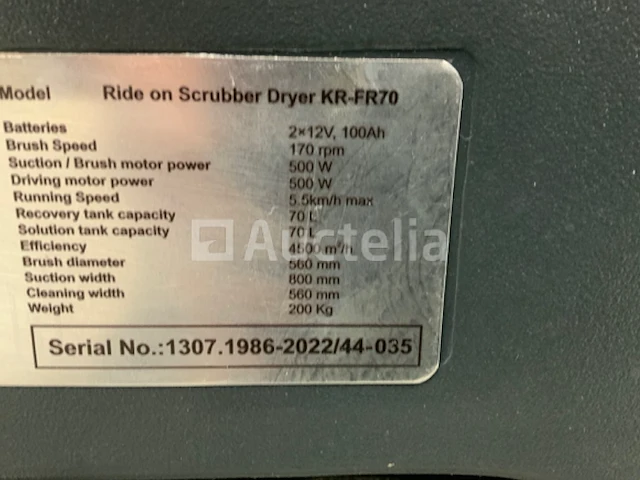 Model Ride on Scrubber Dryer KR-FR70
Batteries 2×12V, 100Ah
Brush Speed 170 rpm
Suction / Brush motor power 500 W
Driving motor power 500 W
Running Speed 5.5km/h max
Recovery tank capacity 70 L
Solution tank capacity 70 L
Efficiency 4500 m²/h
Brush diameter 560 mm
Suction width 800 mm
Cleaning width 560 mm
Weight 200 Kg
Serial No.:1307.1986-2022/44-035
Auctelia